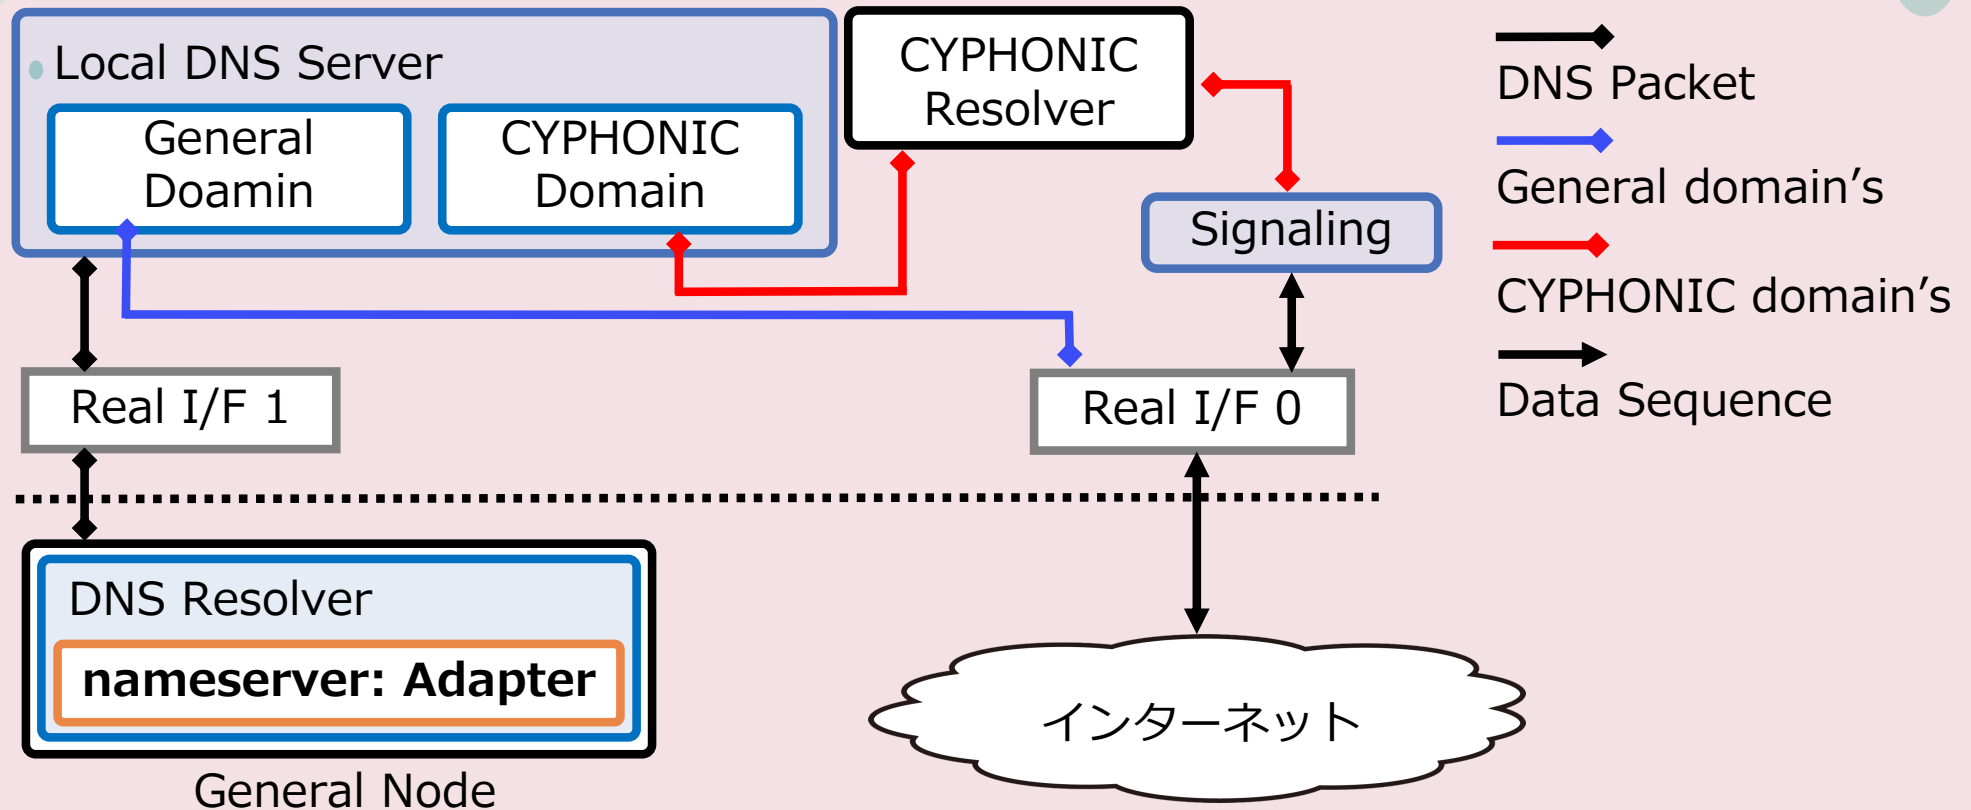 Local DNS Server
General
Doamin
CYPHONIC
Domain
CYPHONIC
Resolver
Signaling
Real I/F 1
Real I/F 0
DNS Resolver
nameserver: Adapter
General Node
インターネット
DNS Packet
General domain’s
CYPHONIC domain’s
Data Sequence